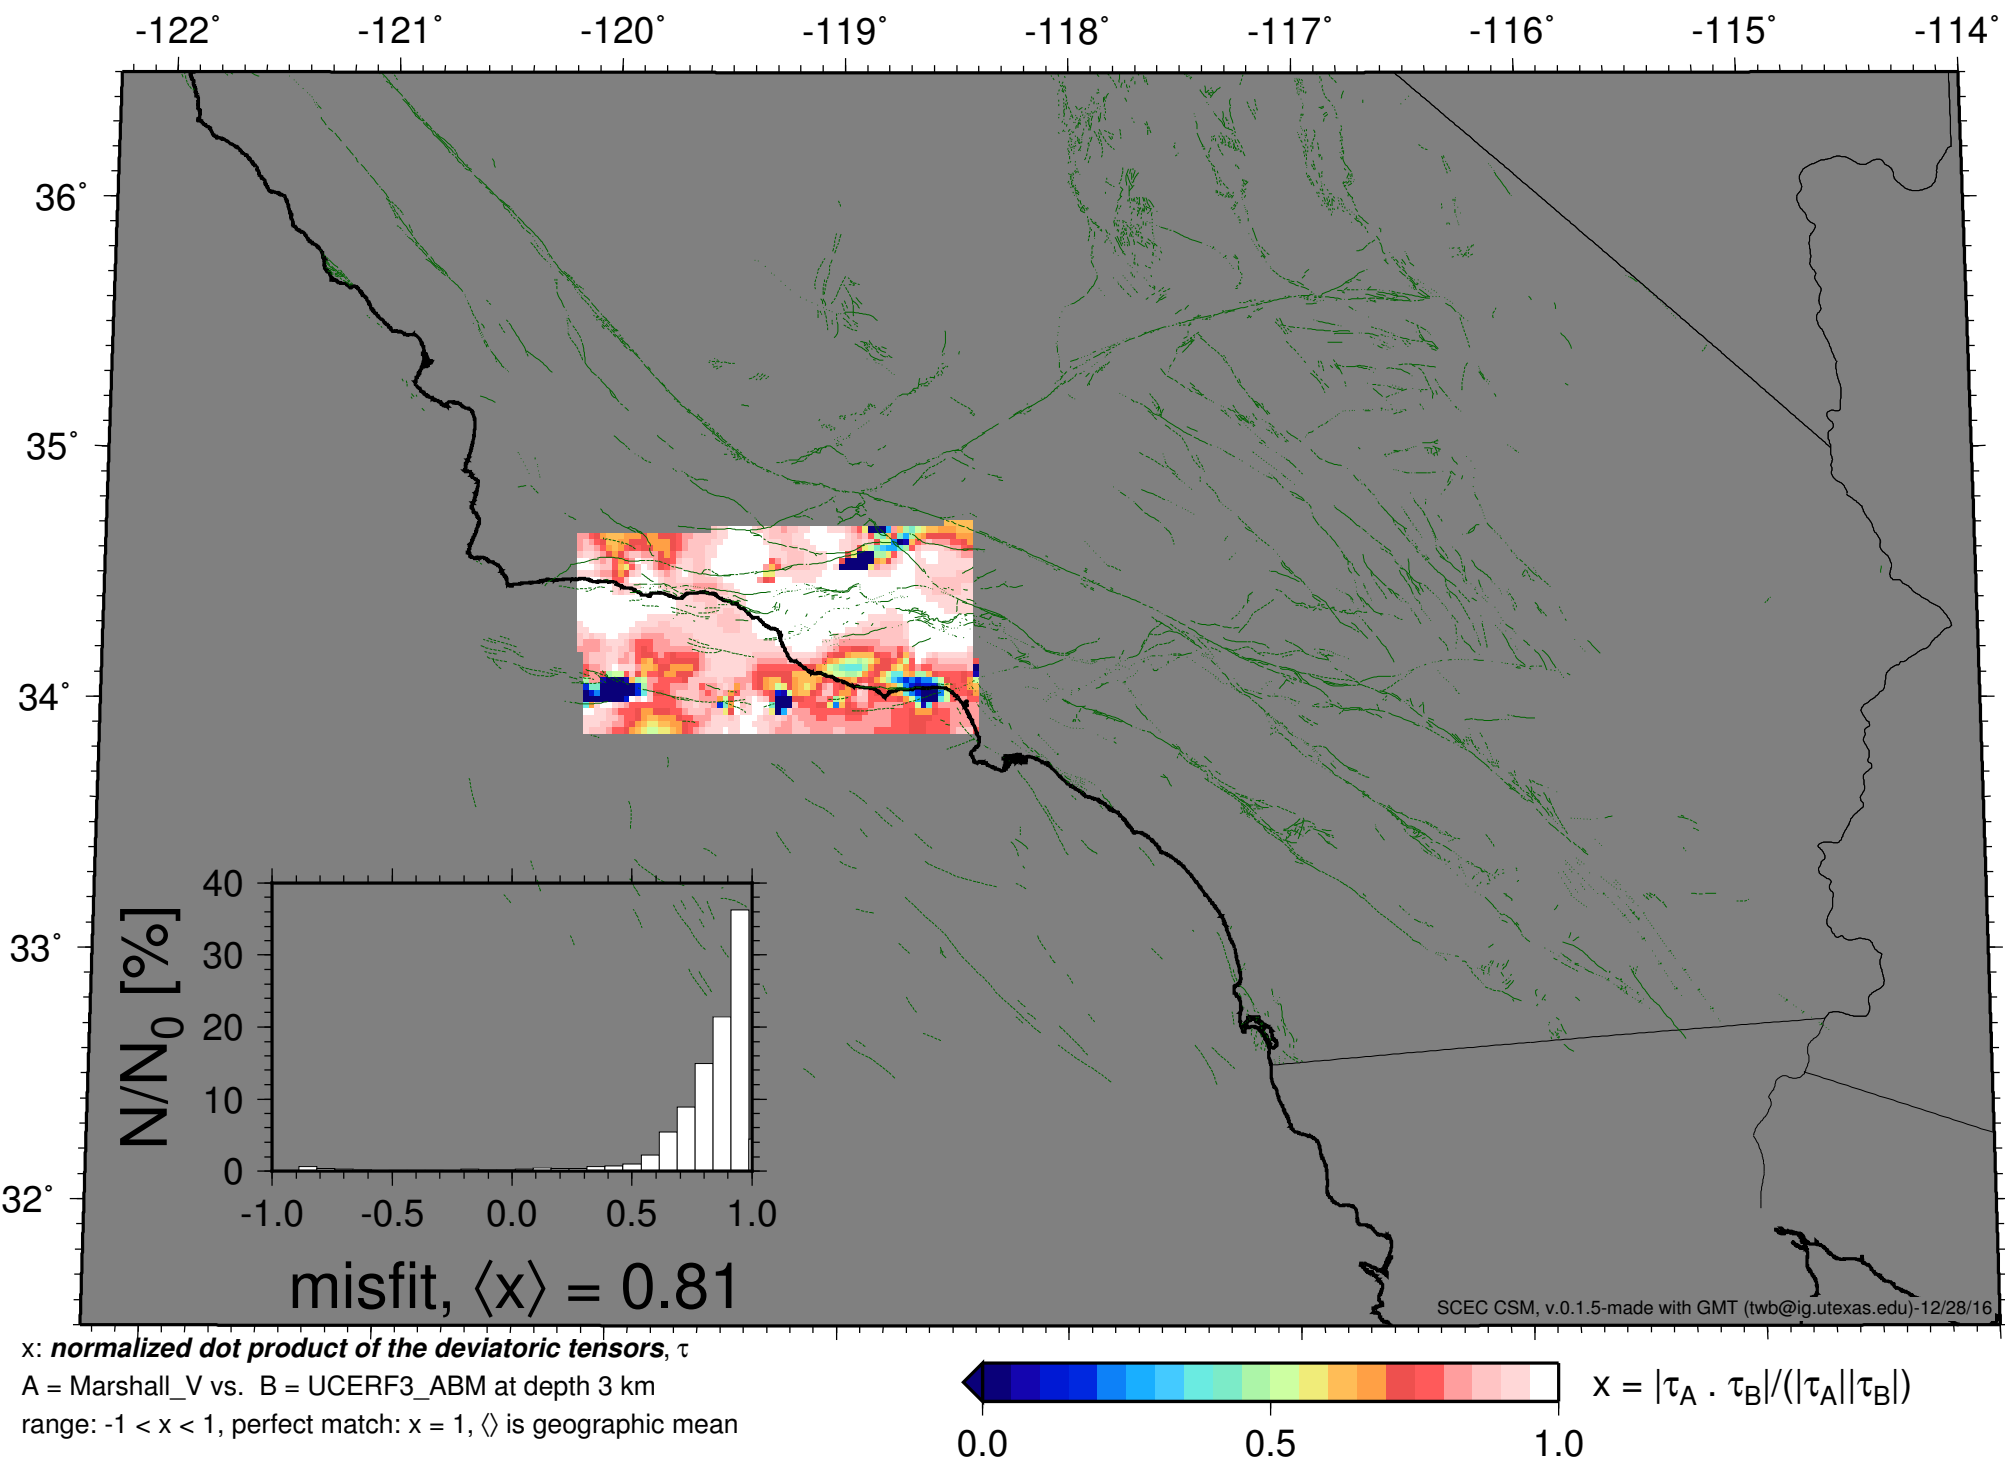 -122˚ -121˚ -120˚ -119˚ -118˚ -117˚ -116˚ -115˚ -114˚
36˚
35˚
34˚
33˚
32˚
40
30
20
10
0
N/N0 [%]
-1.0 -0.5 0.0 0.5 1.0
misfit, ⟨x⟩ = 0.81
SCEC CSM, v.0.1.5-made with GMT (twb@ig.utexas.edu)-12/28/16
x: normalized dot product of the deviatoric tensors, τ
A = Marshall_V vs. B = UCERF3_ABM at depth 3 km
range: -1 < x < 1, perfect match: x = 1, ⟨⟩ is geographic mean
x = |τA . τB|/(|τA||τB|)
0.0 0.5 1.0